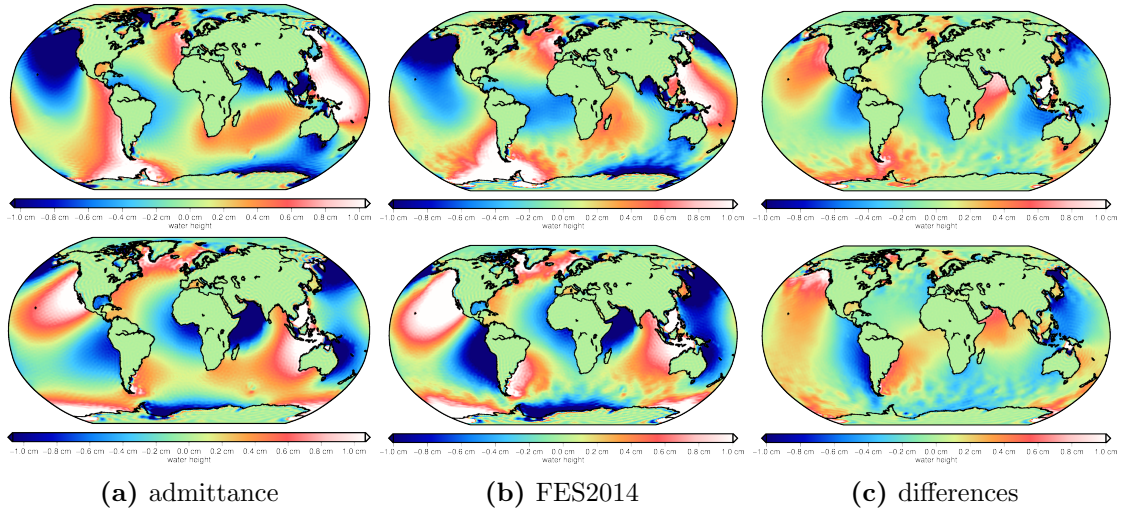 −1.0 cm −0.8 cm −0.6 cm −0.4 cm −0.2 cm 0.0 cm 0.2 cm 0.4 cm 0.6 cm 0.8 cm 1.0 cm
water height
−1.0 cm −0.8 cm −0.6 cm −0.4 cm −0.2 cm 0.0 cm 0.2 cm 0.4 cm 0.6 cm 0.8 cm 1.0 cm
water height
−1.0 cm −0.8 cm −0.6 cm −0.4 cm −0.2 cm 0.0 cm 0.2 cm 0.4 cm 0.6 cm 0.8 cm 1.0 cm
water height
−1.0 cm −0.8 cm −0.6 cm −0.4 cm −0.2 cm 0.0 cm 0.2 cm 0.4 cm 0.6 cm 0.8 cm 1.0 cm
water height
−1.0 cm −0.8 cm −0.6 cm −0.4 cm −0.2 cm 0.0 cm 0.2 cm 0.4 cm 0.6 cm 0.8 cm 1.0 cm
water height
−1.0 cm −0.8 cm −0.6 cm −0.4 cm −0.2 cm 0.0 cm 0.2 cm 0.4 cm 0.6 cm 0.8 cm 1.0 cm
water height
(a) admittance
(b) FES2014
(c) differences